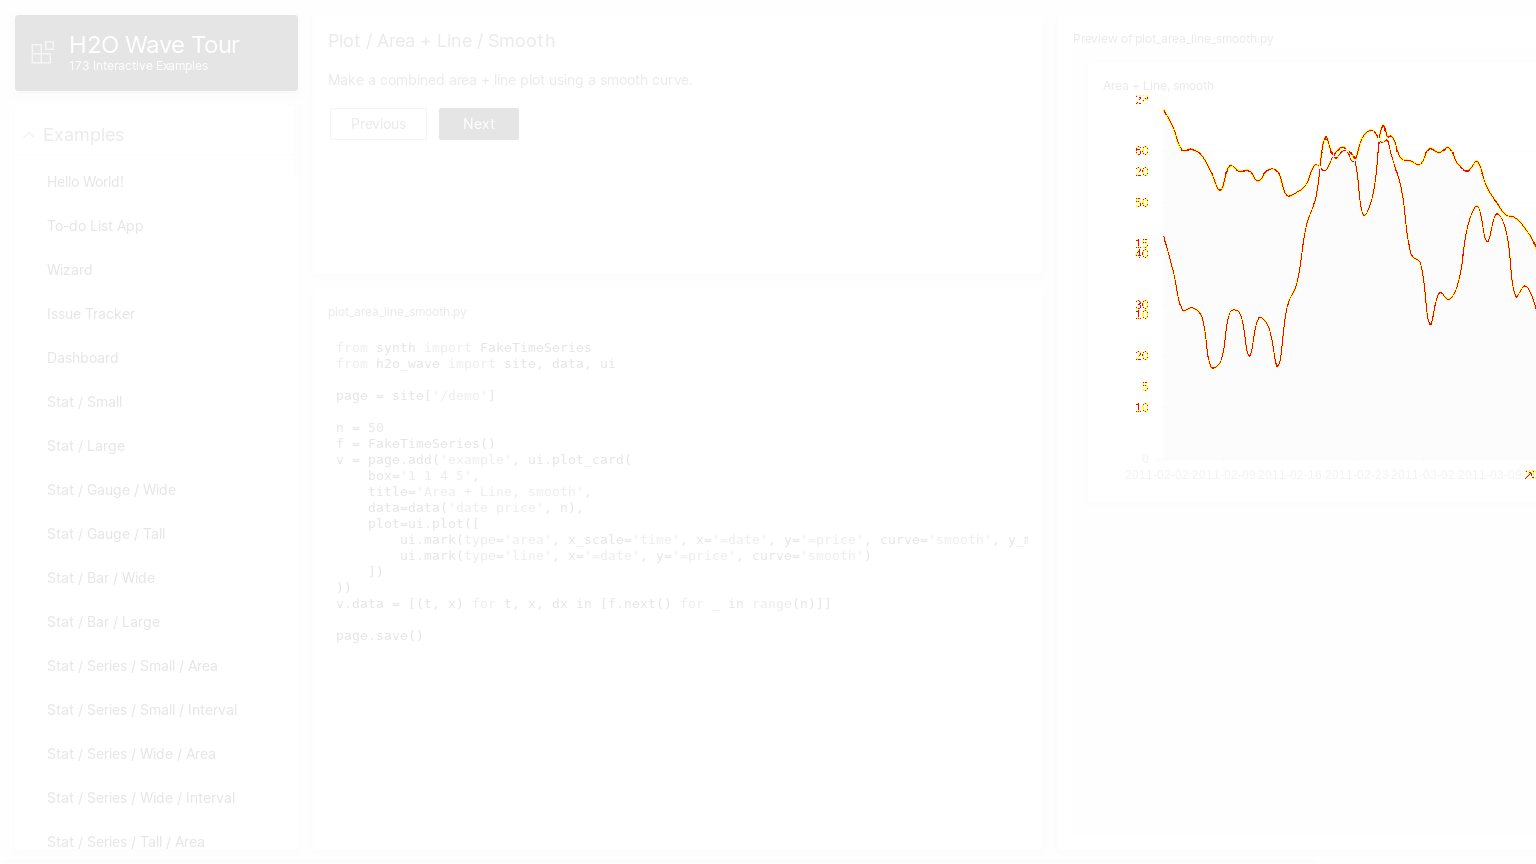 H2O Wave Tour
173 Interactive Examples
Examples
Hello World!
To-do List App
Wizard
Issue Tracker
Dashboard
Stat / Small
Stat / Large
Stat / Gauge / Wide
Stat / Gauge / Tall
Stat / Bar / Wide
Stat / Bar / Large
Stat / Series / Small / Area
Stat / Series / Small / Interval
Stat / Series / Wide / Area
Stat / Series / Wide / Interval
Stat / Series / Tall / Area
Plot / Area + Line / Smooth
Make a combined area + line plot using a smooth curve.
Previous
Next
plot_area_line_smooth.py
from synth import FakeTimeSeries
from h2o_wave import site, data, ui
page = site['/demo']
n = 50
f = FakeTimeSeries()
v = page.add('example', ui.plot_card(
box='1 1 4 5',
title='Area + Line, smooth',
data=data('date price', n),
plot=ui.plot([
ui.mark(type='area', x_scale='time', x='=date', y='=price', curve='smooth', y_m
ui.mark(type='line', x='=date', y='=price', curve='smooth')
])
))
v.data = [(t, x) for t, x, dx in [f.next() for _ in range(n)]]
page.save()
Preview of plot_area_line_smooth.py
Area + Line, smooth
60
20
50
15
40
30
10
20
5
10
0
2011-02-02 2011-02-09 2011-02-16 2011-02-23 2011-03-02 2011-03-09